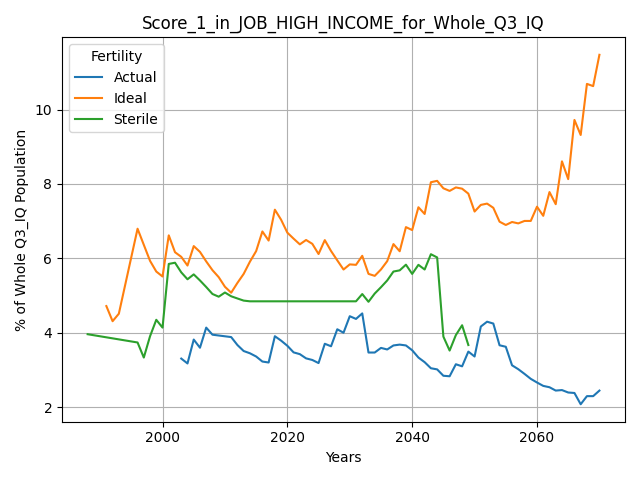 Score_1_in_JOB_HIGH_INCOME_for_Whole_Q3_IQ
Fertility
Actual
Ideal
Sterile
% of Whole Q3_IQ Population
10
8
6
4
2
2000
2020
2040
2060
Years